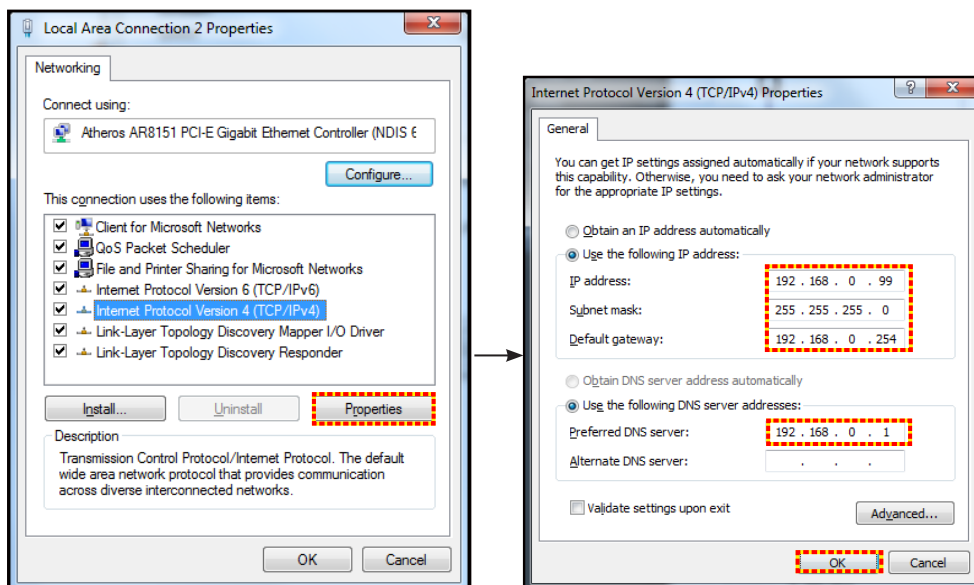 Local Area Connection 2 Properties
Networking
Connect using:
Atheros AR8151 PCI-E Gigabit Ethernet Controller (NDIS 6
Configure...
This connection uses the following items:
Client for Microsoft Networks
QoS Packet Scheduler
File and Printer Sharing for Microsoft Networks
Internet Protocol Version 6 (TCP/IPv6)
Internet Protocol Version 4 (TCP/IPv4)
Link-Layer Topology Discovery Mapper I/O Driver
Link-Layer Topology Discovery Responder
Install...
Uninstall
Properties
Description
Transmission Control Protocol/Internet Protocol. The default
wide area network protocol that provides communication
across diverse interconnected networks.
OK
Cancel
Internet Protocol Version 4 (TCP/IPv4) Properties
General
You can get IP settings assigned automatically if your network supports
this capability. Otherwise, you need to ask your network administrator
for the appropriate IP settings.
Obtain an IP address automatically
Use the following IP address:
IP address: 192 . 168 . 0 . 99
Subnet mask: 255 . 255 . 255 . 0
Default gateway: 192 . 168 . 0 . 254
Obtain DNS server address automatically
Use the following DNS server addresses:
Preferred DNS server: 192 . 168 . 0 . 1
Alternate DNS server: . . .
Validate settings upon exit
Advanced...
OK
Cancel